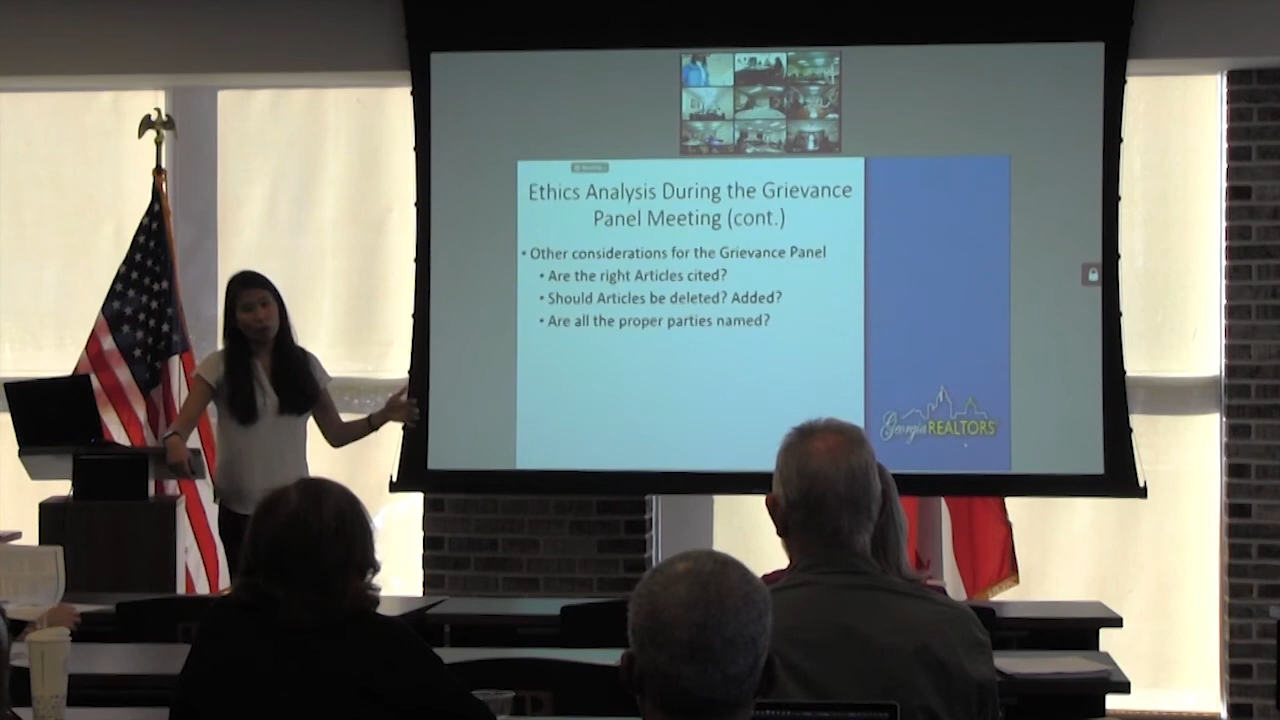 Ethics Analysis During the Grievance
Panel Meeting (cont.)
• Other considerations for the Grievance Panel
• Are the right Articles cited?
• Should Articles be deleted? Added?
• Are all the proper parties named?
Georgia REALTORS